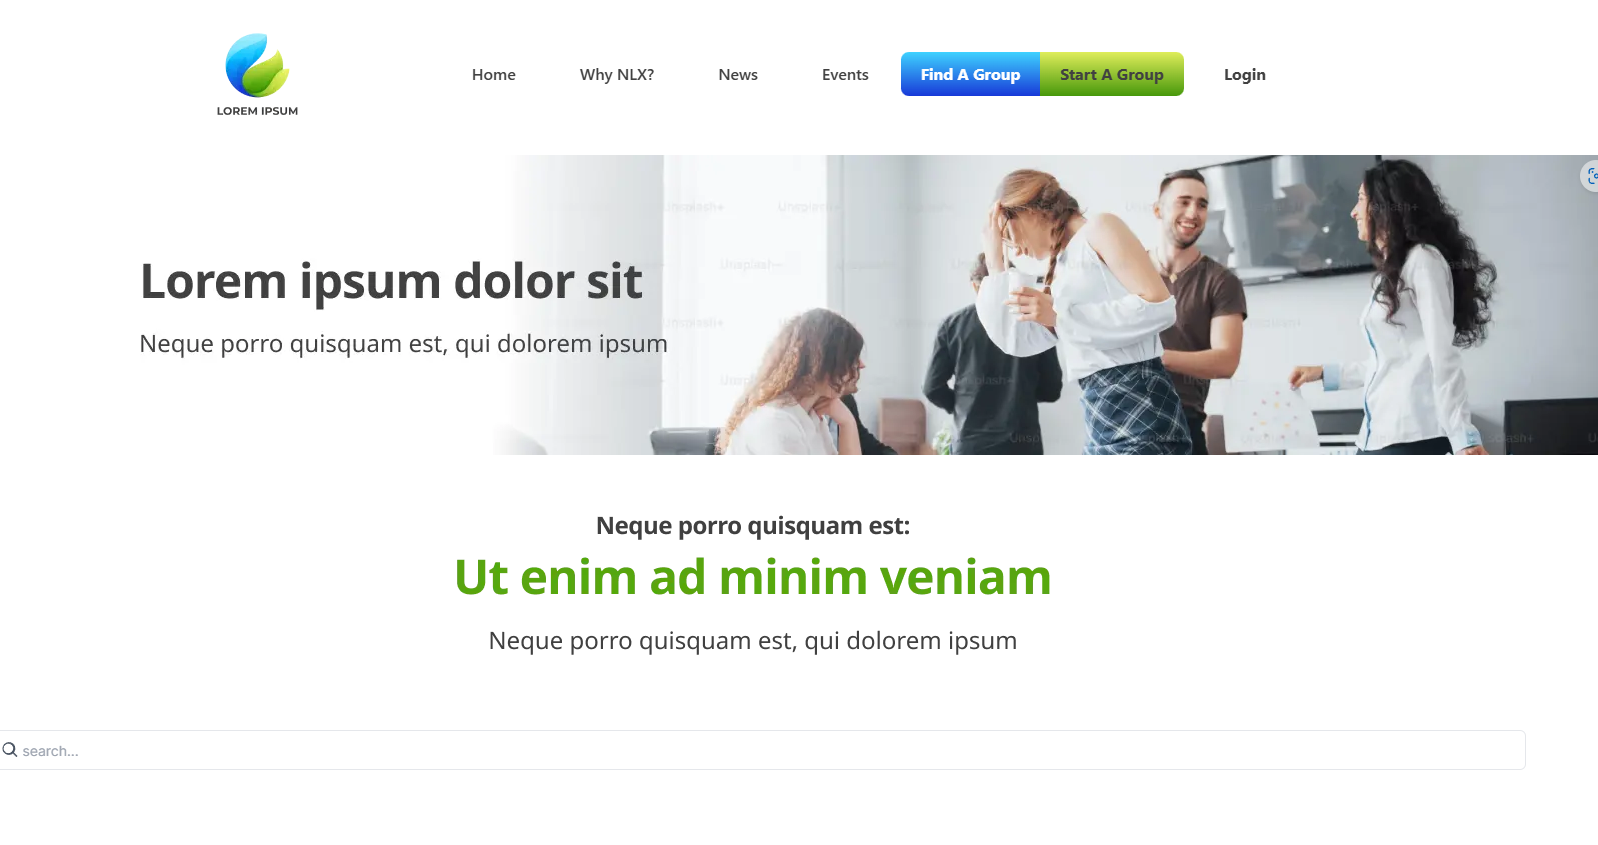 LOREM IPSUM
Home Why NLX? News Events Find A Group Start A Group Login
Lorem ipsum dolor sit
Neque porro quisquam est, qui dolorem ipsum
Unsplash+
Neque porro quisquam est:
Ut enim ad minim veniam
Neque porro quisquam est, qui dolorem ipsum
search...